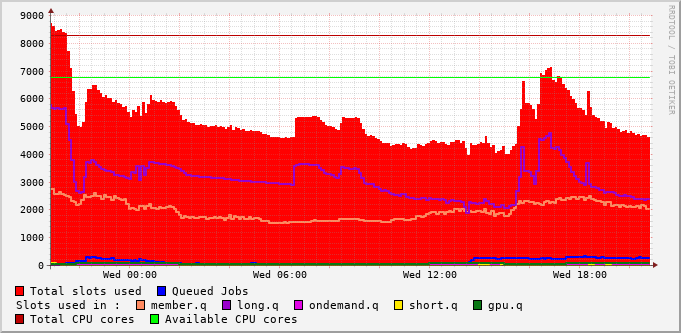 RRDTOOL / TOBI OETIKER
9000
8000
7000
6000
5000
4000
3000
2000
1000
0
Wed 00:00 Wed 06:00 Wed 12:00 Wed 18:00
Total slots used Queued Jobs
Slots used in : member.q long.q ondemand.q short.q gpu.q
Total CPU cores Available CPU cores